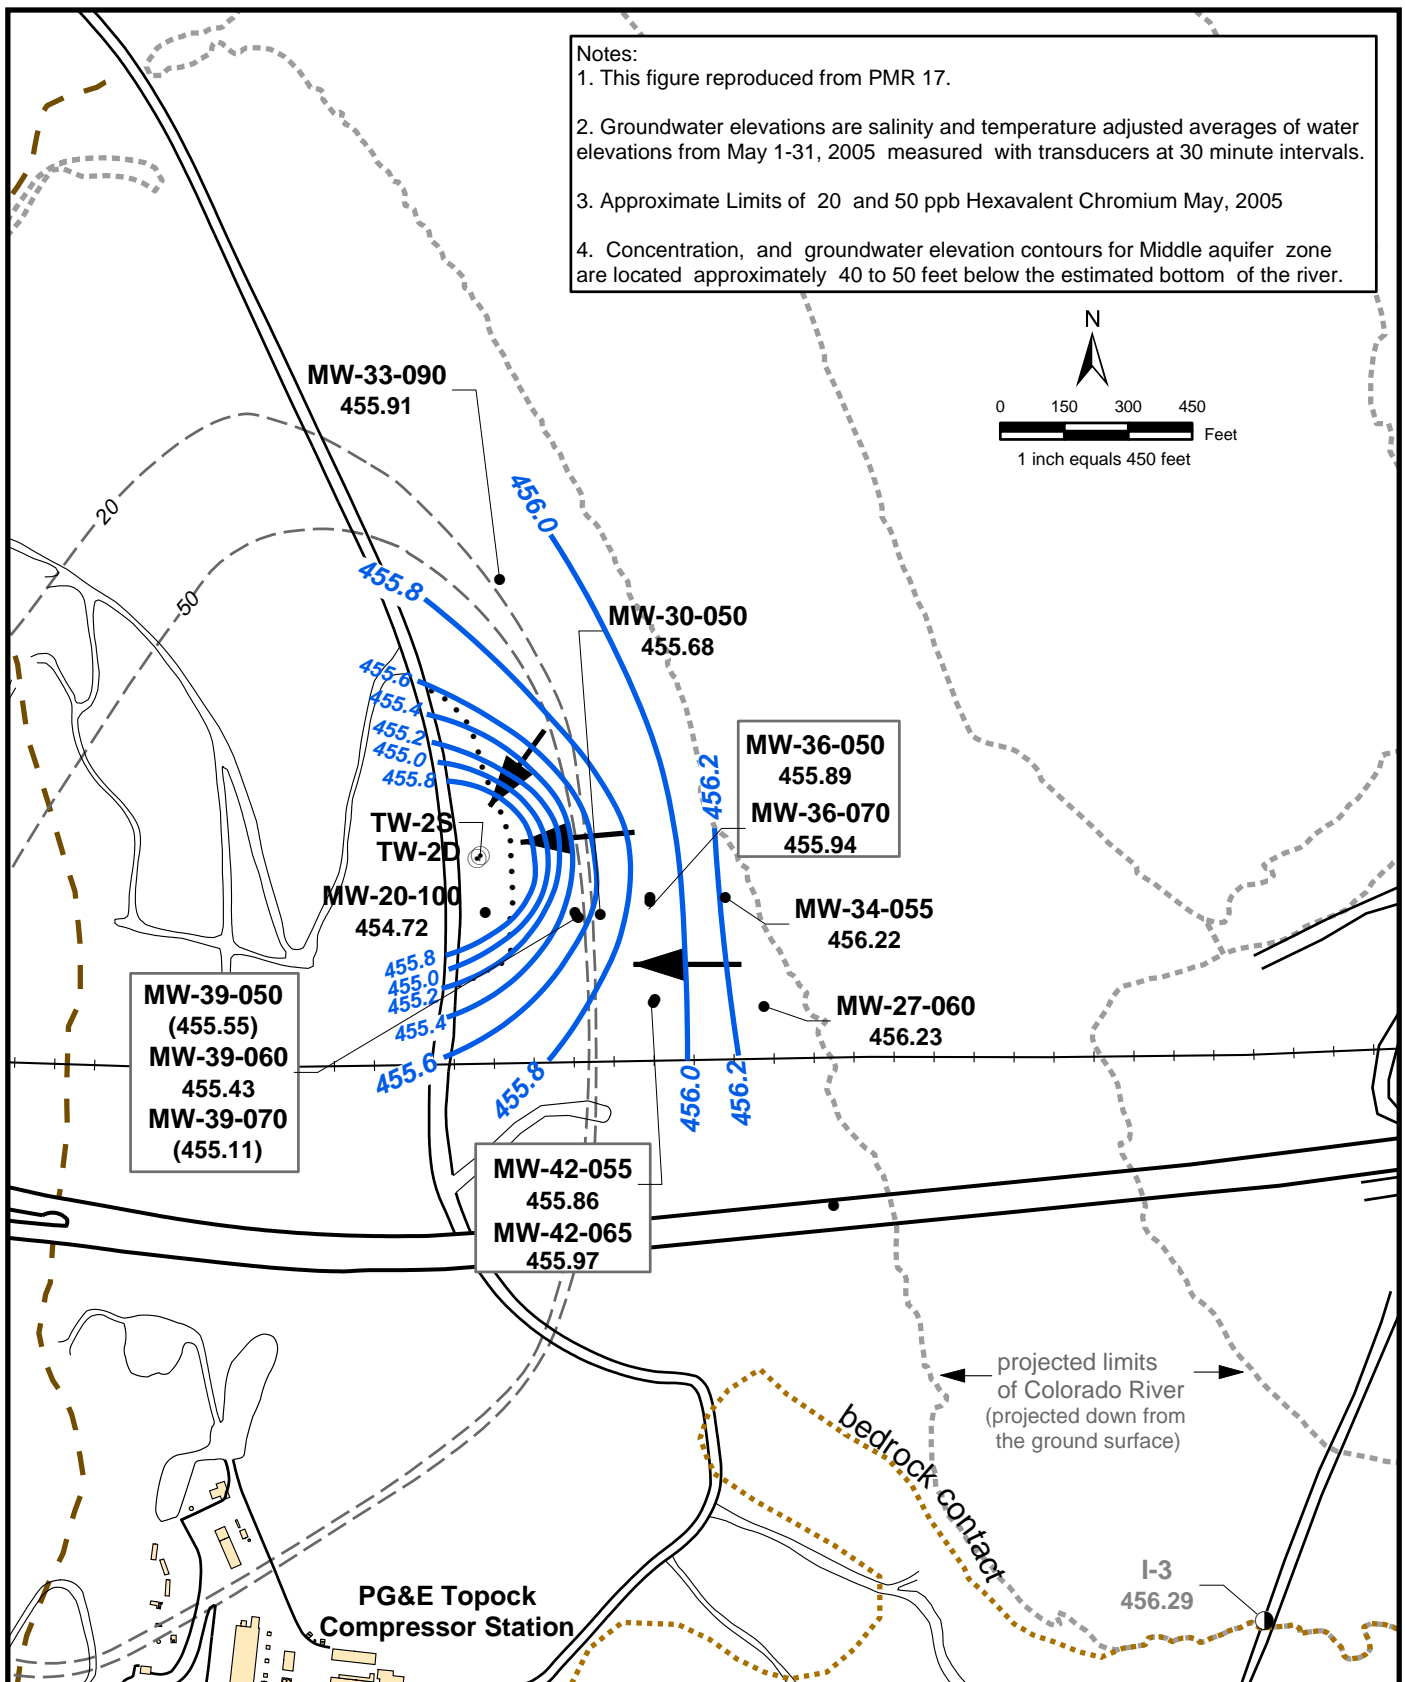 Notes:
1. This figure reproduced from PMR 17.
2. Groundwater elevations are salinity and temperature adjusted averages of water
elevations from May 1-31, 2005 measured with transducers at 30 minute intervals.
3. Approximate Limits of 20 and 50 ppb Hexavalent Chromium May, 2005
4. Concentration, and groundwater elevation contours for Middle aquifer zone
are located approximately 40 to 50 feet below the estimated bottom of the river.
N
0 150 300 450
Feet
1 inch equals 450 feet
MW-33-090
455.91
20
50
456.0
455.8
MW-30-050
455.68
455.6
455.4
455.2
455.0
455.8
456.2
MW-36-050
455.89
MW-36-070
455.94
TW-2S
TW-2D
MW-20-100
454.72
MW-34-055
456.22
455.8
455.0
455.2
455.4
455.6
455.8
456.0
456.2
MW-27-060
456.23
MW-39-050
(455.55)
MW-39-060
455.43
MW-39-070
(455.11)
MW-42-055
455.86
MW-42-065
455.97
projected limits
of Colorado River
(projected down from
the ground surface)
bedrock contact
I-3
456.29
PG&E Topock
Compressor Station